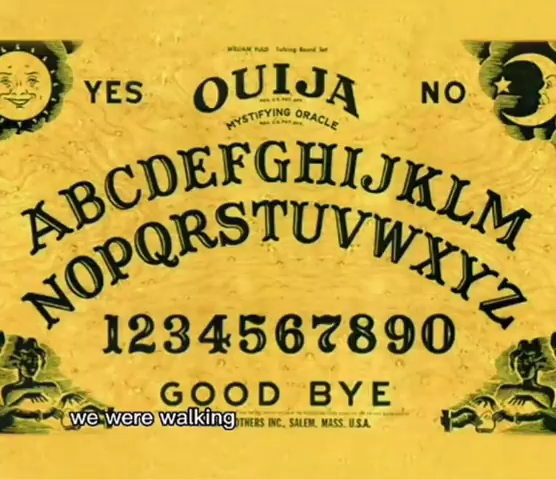 WILLIAM FULD Talking Board Set
YES
OUIJA
NO
MYSTIFYING ORACLE
ABCDEFGHIJKLM
NOPQRSTUVWXYZ
1234567890
GOOD BYE
we were walking
OTHERS INC., SALEM, MASS. U.S.A.